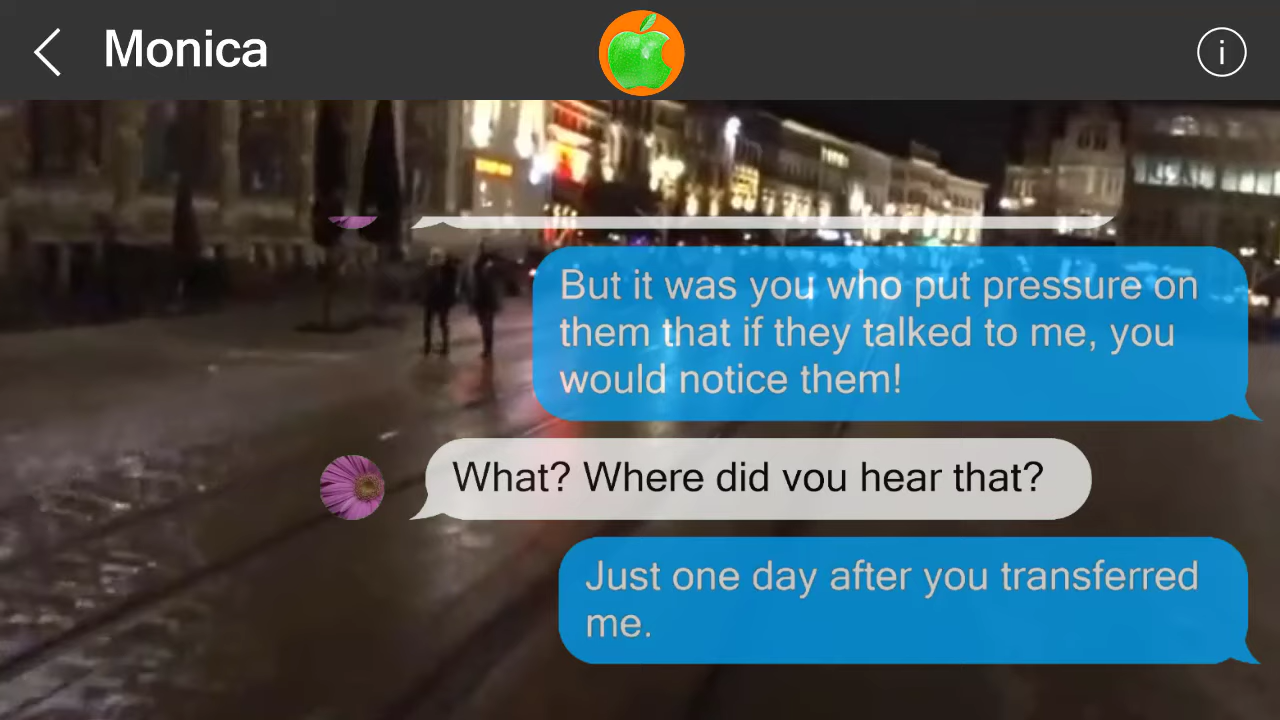 Monica
i
But it was you who put pressure on
them that if they talked to me, you
would notice them!
What? Where did you hear that?
Just one day after you transferred
me.